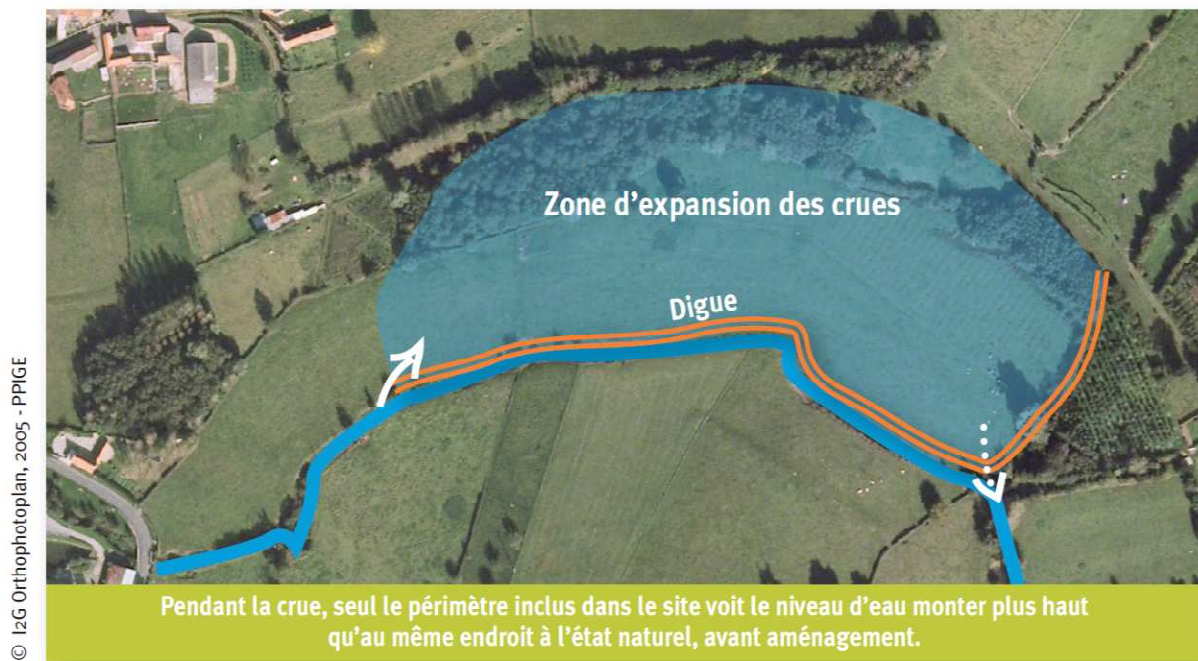 © I2G Orthophotoplan, 2005 - PPIGE
Zone d'expansion des crues
Digue
Pendant la crue, seul le périmètre inclus dans le site voit le niveau d'eau monter plus haut
qu'au même endroit à l'état naturel, avant aménagement.